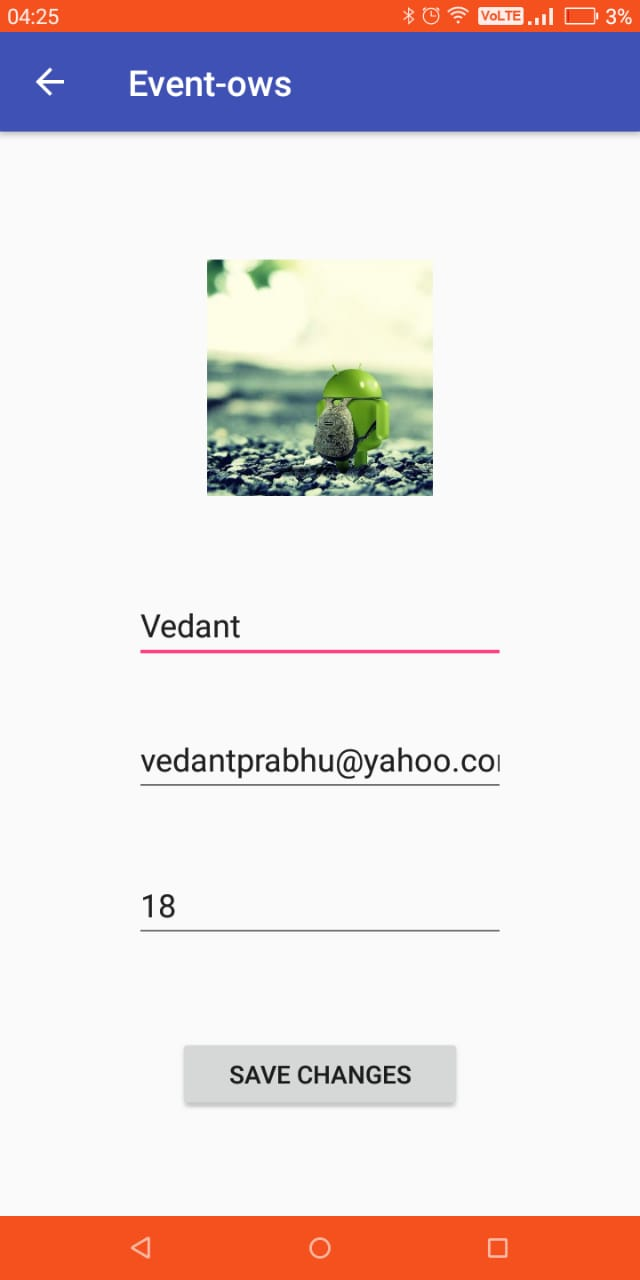 04:25 VoLTE 3%
Event-ows
Vedant
vedantprabhu@yahoo.co
18
SAVE CHANGES